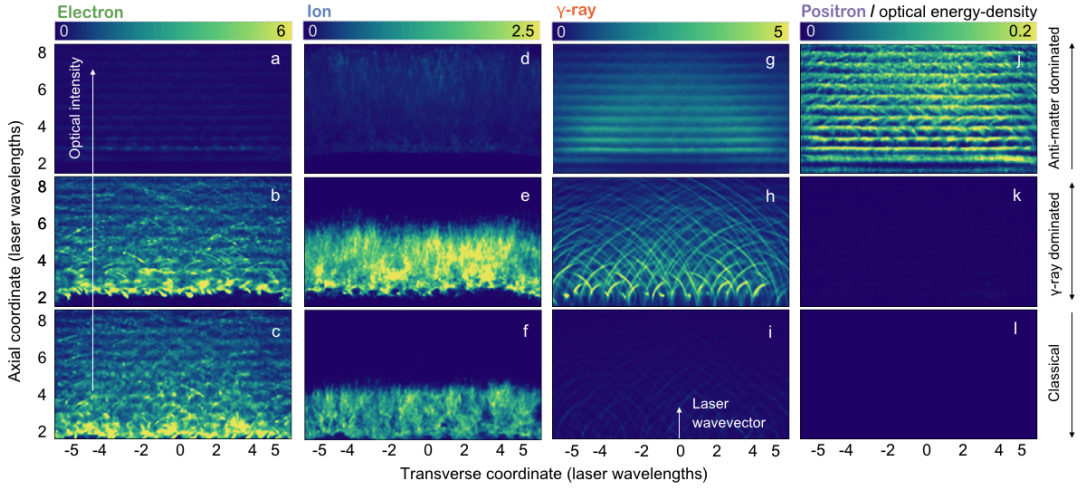 Electron Ion γ-ray Positron / optical energy-density
0 6 0 2.5 0 5 0 0.2
8 a d g j
6
4
2
Optical intensity
Anti-matter dominated
8 b e h k
6
4
2
γ-ray dominated
8 c f i l
6
4
2
Laser
wavevector
Classical
Axial coordinate (laser wavelengths)
-5 -4 -2 0 2 4 5 -5 -4 -2 0 2 4 5 -5 -4 -2 0 2 4 5 -5 -4 -2 0 2 4 5
Transverse coordinate (laser wavelengths)